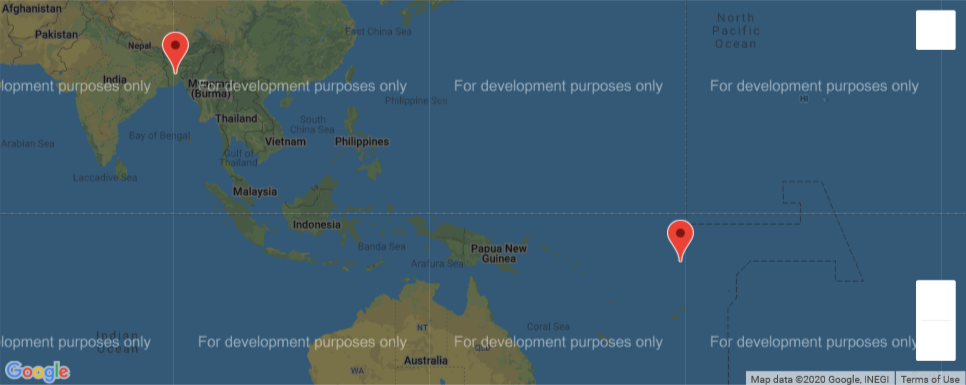 Afghanistan
North
Pacific
Ocean
East China Sea
Pakistan
Nepal
India
Myanmar
(Burma)
For development purposes only
For development purposes only
For development purposes only
Philippine Sea
HI
Thailand
South
China Sea
Bay of Bengal
Arabian Sea
Vietnam
Philippines
Gulf of
Thailand
Laccadive Sea
Malaysia
Indonesia
Banda Sea
Papua New
Guinea
Arafura Sea
Coral Sea
NT
QLD
Indian
Ocean
lopment purposes only
lopment purposes only
For development purposes only
For development purposes only
For development purposes only
Australia
WA
Google
Map data ©2020 Google, INEGI
Terms of Use